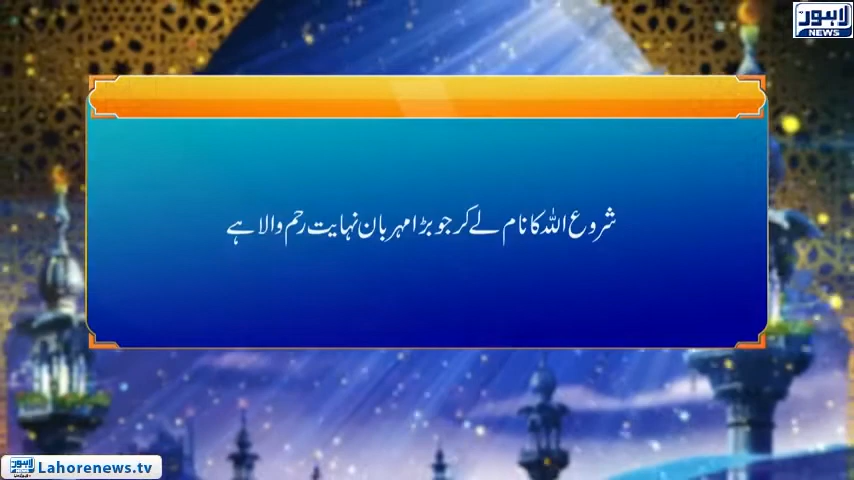 لاہور
NEWS
شروع اللہ کا نام لے کر جو بڑا مہربان نہایت رحم والا ہے
لاہور
Lahorenews.tv